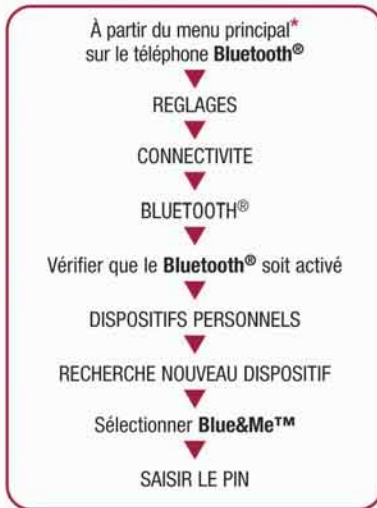 À partir du menu principal*
sur le téléphone Bluetooth®
REGLAGES
CONNECTIVITE
BLUETOOTH®
Vérifier que le Bluetooth® soit activé
DISPOSITIFS PERSONNELS
RECHERCHE NOUVEAU DISPOSITIF
Sélectionner Blue&Me™
SAISIR LE PIN